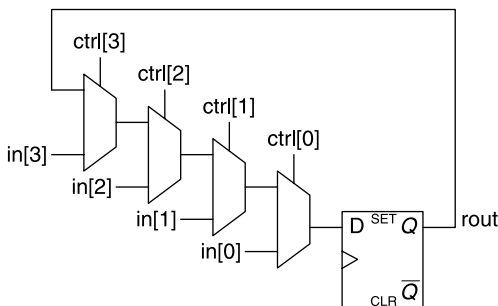 ctrl[3]
ctrl[2]
ctrl[1]
ctrl[0]
in[3]
in[2]
in[1]
in[0]
D SET Q
rout
CLR Q̅